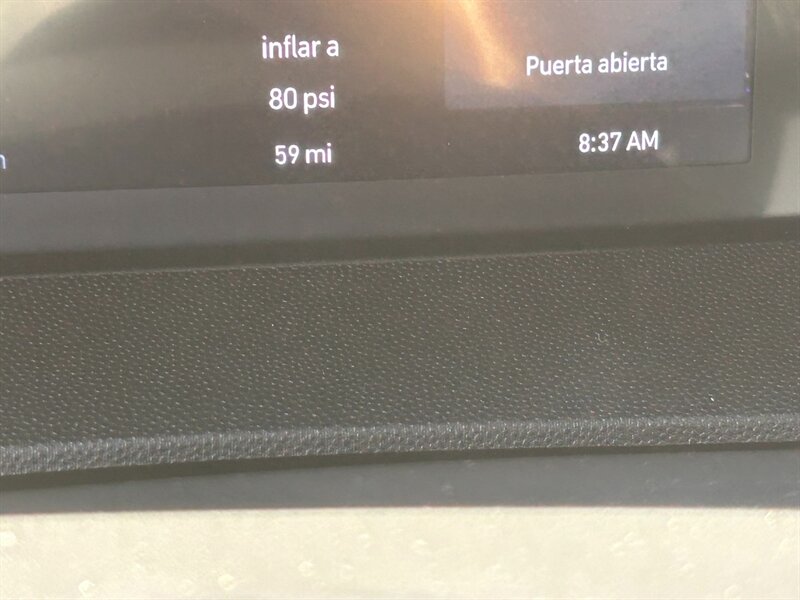 inflar a
80 psi
59 mi
Puerta abierta
8:37 AM